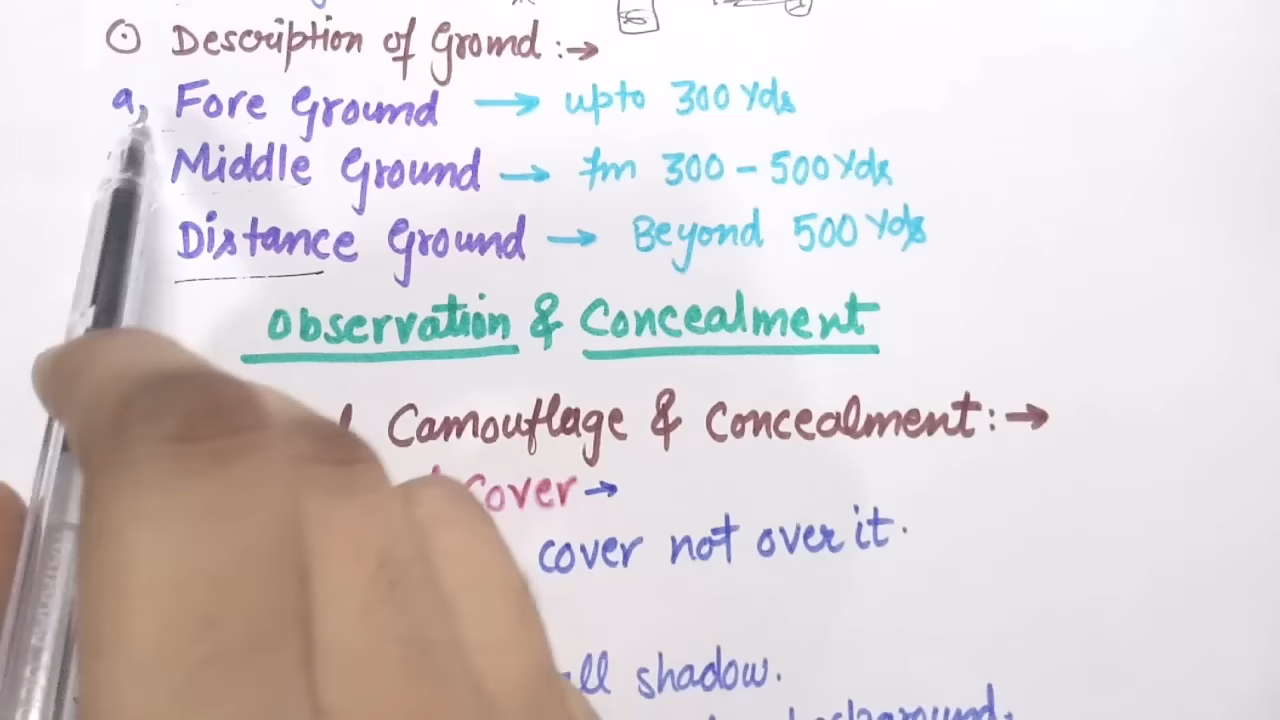 ⊙ Description of Ground :→
a, Fore Ground → upto 300 Yds
Middle Ground → fm 300 - 500 Yds
Distance Ground → Beyond 500 Yds
Observation & Concealment
Camouflage & Concealment :→
Cover →
cover not over it.
shadow.
background.